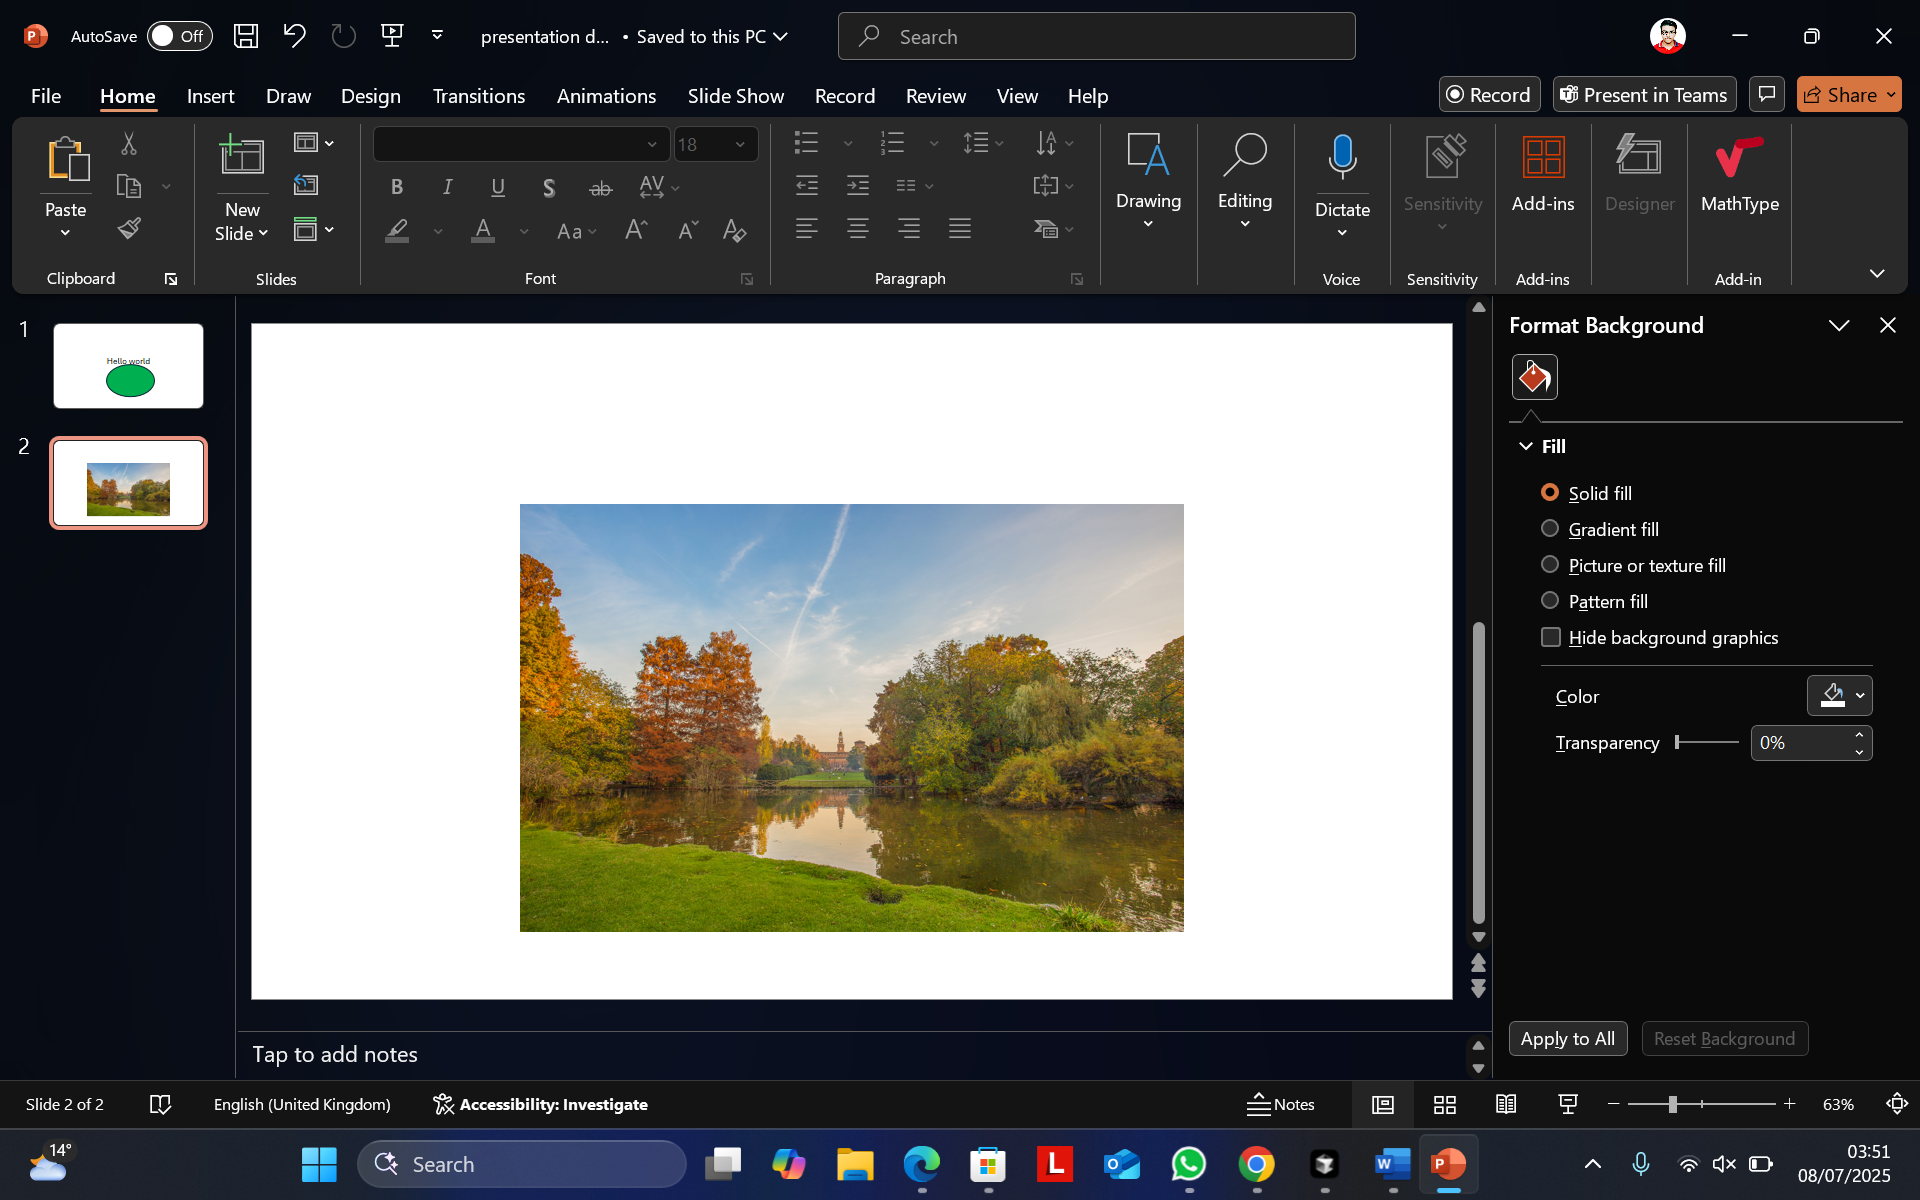 AutoSave Off presentation d... • Saved to this PC Search
File Home Insert Draw Design Transitions Animations Slide Show Record Review View Help Record Present in Teams Share
Paste
New Slide
18
Drawing
Editing
Dictate
Sensitivity
Add-ins
Designer
MathType
Clipboard Slides Font Paragraph Voice Sensitivity Add-ins Add-in
1
Hello world
2
Format Background
Fill
Solid fill
Gradient fill
Picture or texture fill
Pattern fill
Hide background graphics
Color
Transparency 0%
Apply to All Reset Background
Tap to add notes
Slide 2 of 2 English (United Kingdom) Accessibility: Investigate Notes 63%
14° Search 03:51
08/07/2025